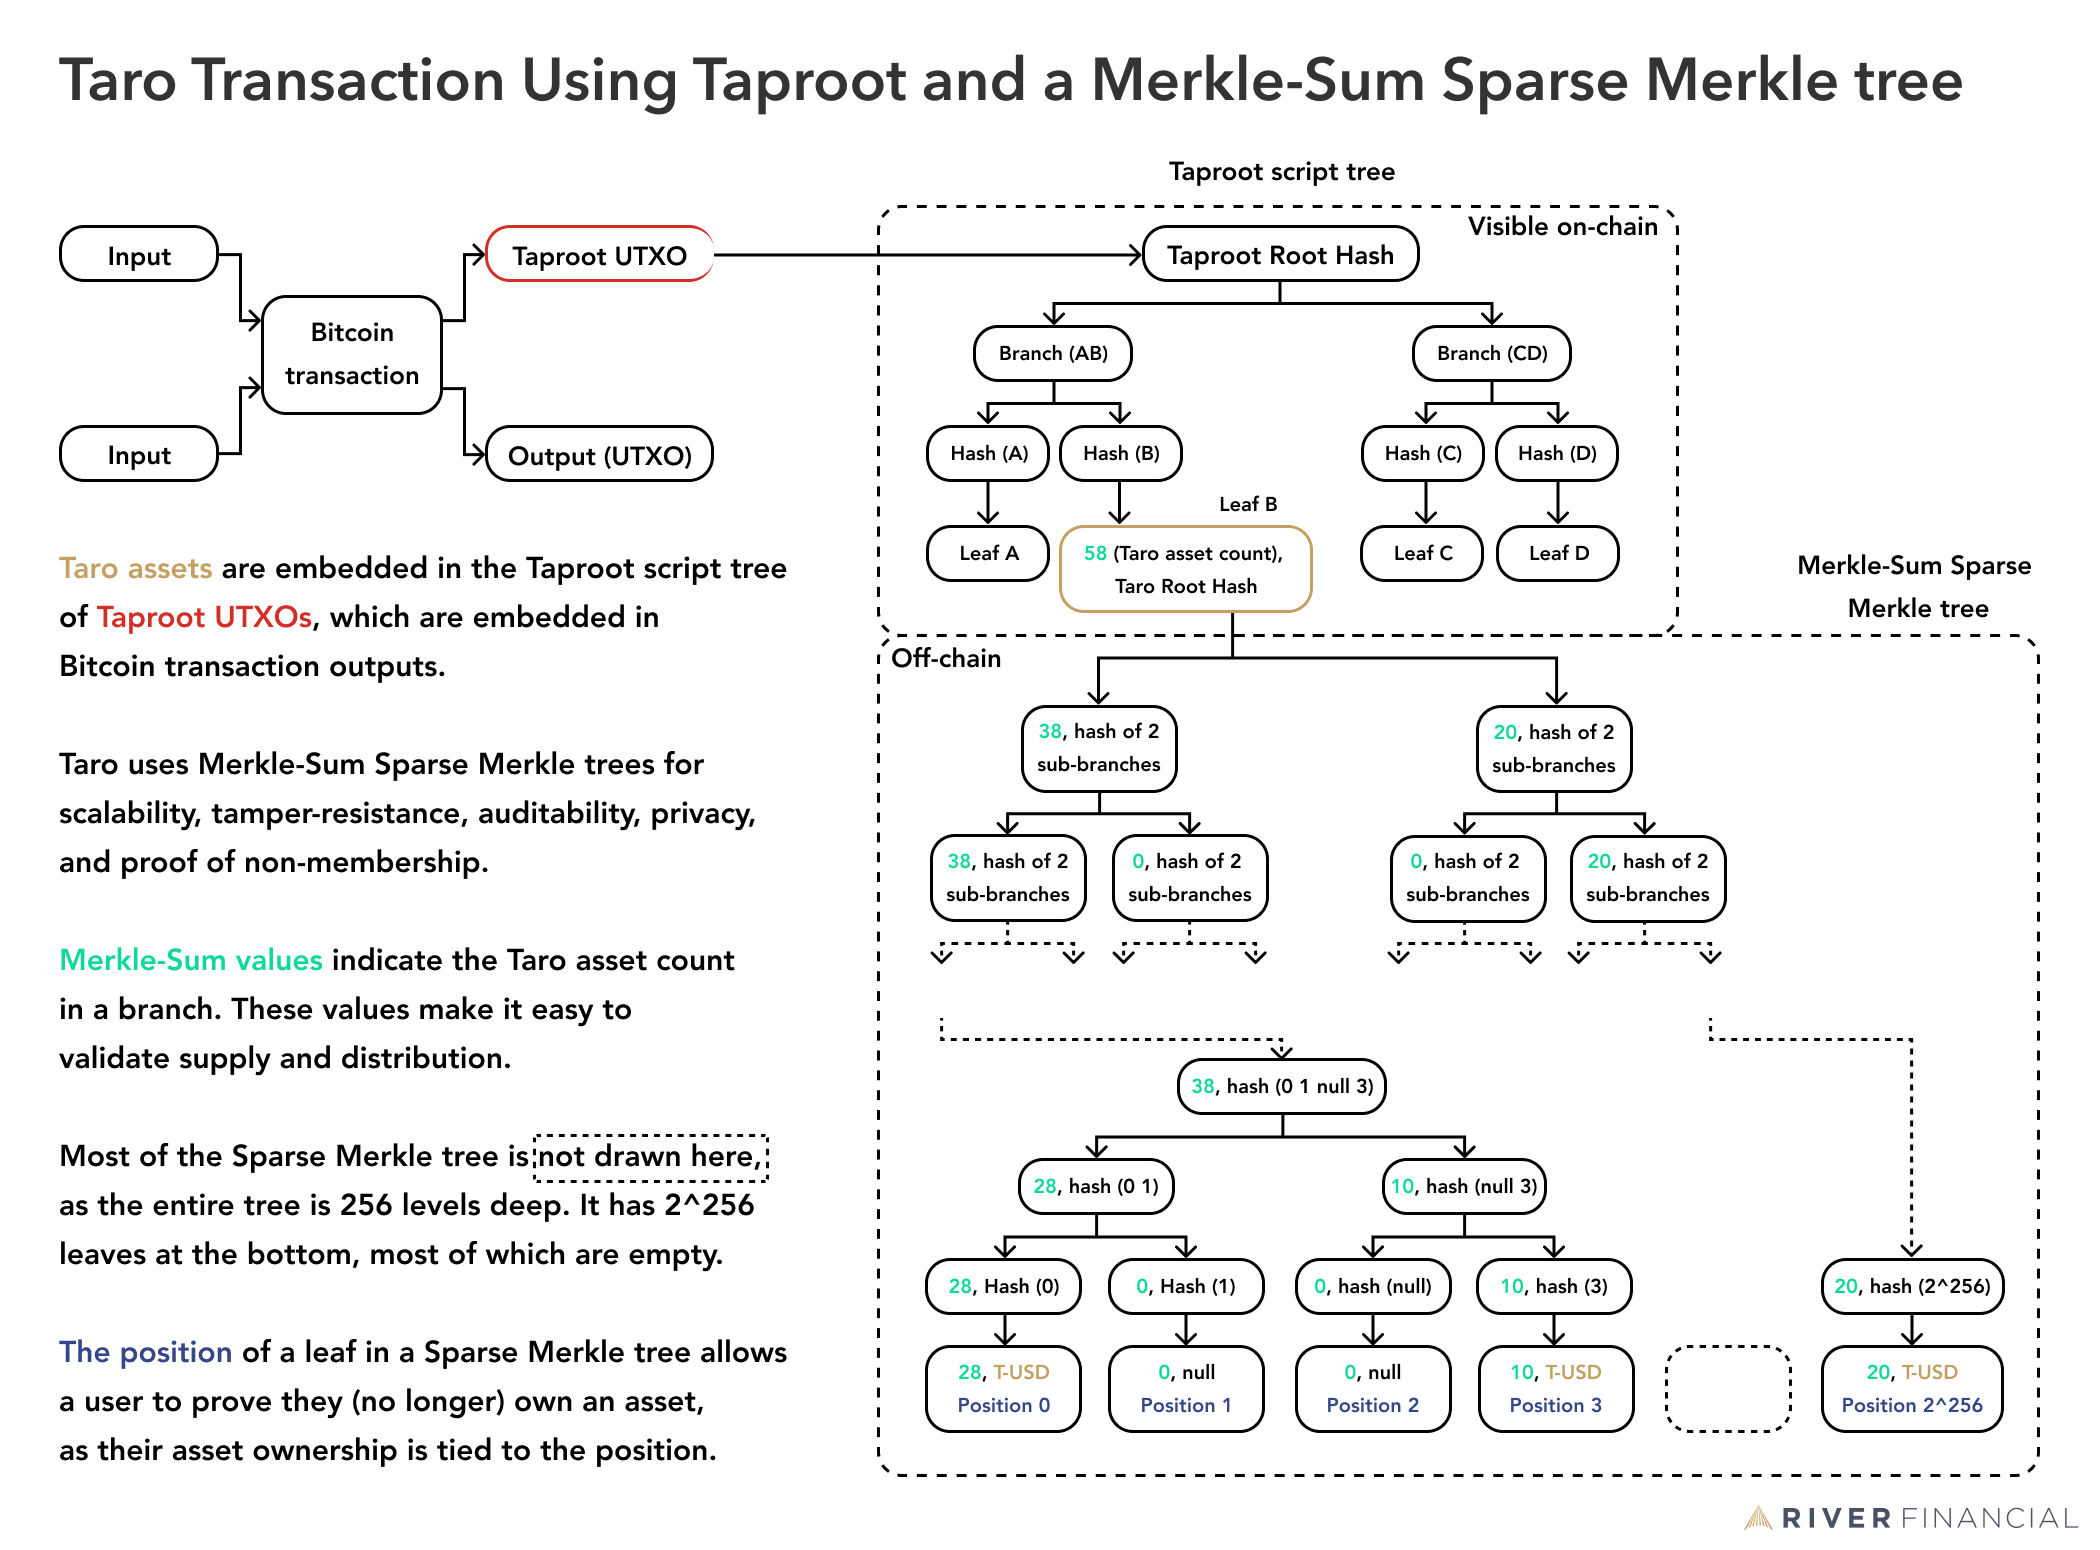 Taro Transaction Using Taproot and a Merkle-Sum Sparse Merkle tree
Taproot script tree
Visible on-chain
Input
Taproot UTXO
Taproot Root Hash
Bitcoin
transaction
Branch (AB)
Branch (CD)
Input
Output (UTXO)
Hash (A)
Hash (B)
Hash (C)
Hash (D)
Leaf B
Leaf A
58 (Taro asset count),
Taro Root Hash
Leaf C
Leaf D
Taro assets are embedded in the Taproot script tree
of Taproot UTXOs, which are embedded in
Bitcoin transaction outputs.
Taro uses Merkle-Sum Sparse Merkle trees for
scalability, tamper-resistance, auditability, privacy,
and proof of non-membership.
Merkle-Sum values indicate the Taro asset count
in a branch. These values make it easy to
validate supply and distribution.
Most of the Sparse Merkle tree is not drawn here,
as the entire tree is 256 levels deep. It has 2^256
leaves at the bottom, most of which are empty.
The position of a leaf in a Sparse Merkle tree allows
a user to prove they (no longer) own an asset,
as their asset ownership is tied to the position.
Merkle-Sum Sparse
Merkle tree
Off-chain
38, hash of 2
sub-branches
20, hash of 2
sub-branches
38, hash of 2
sub-branches
0, hash of 2
sub-branches
0, hash of 2
sub-branches
20, hash of 2
sub-branches
38, hash (0 1 null 3)
28, hash (0 1)
10, hash (null 3)
28, Hash (0)
0, Hash (1)
0, hash (null)
10, hash (3)
20, hash (2^256)
28, T-USD
Position 0
0, null
Position 1
0, null
Position 2
10, T-USD
Position 3
20, T-USD
Position 2^256
RIVER FINANCIAL